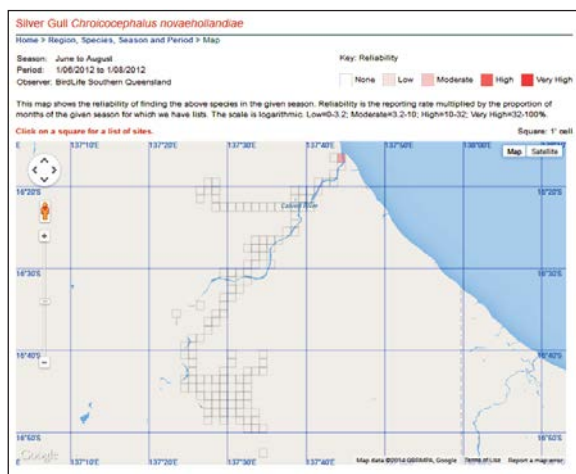 Silver Gull Chroicocephalus novaehollandiae
Home > Region, Species, Season and Period > Map
Season: June to August
Period: 1/06/2012 to 1/08/2012
Observer: BirdLife Southern Queensland
Key: Reliability
None Low Moderate High Very High
This map shows the reliability of finding the above species in the given season. Reliability is the reporting rate multiplied by the proportion of
months of the given season for which we have lists. The scale is logarithmic. Low=0-3.2; Moderate=3.2-10; High=10-32; Very High=32-100%.
Click on a square for a list of sites.
Square: 1' cell
E 137°10'E 137°20'E 137°30'E 137°40'E 137°50'E 138°00'E
Map Satellite
16°20'S 16°20'S
Calvert River
16°30'S 16°30'S
16°40'S 16°40'S
16°50'S 16°50'S
Google
Map data ©2014 GBRMPA, Google Terms of Use Report a map error
E 137°10'E 137°20'E 137°30'E 137°40'E